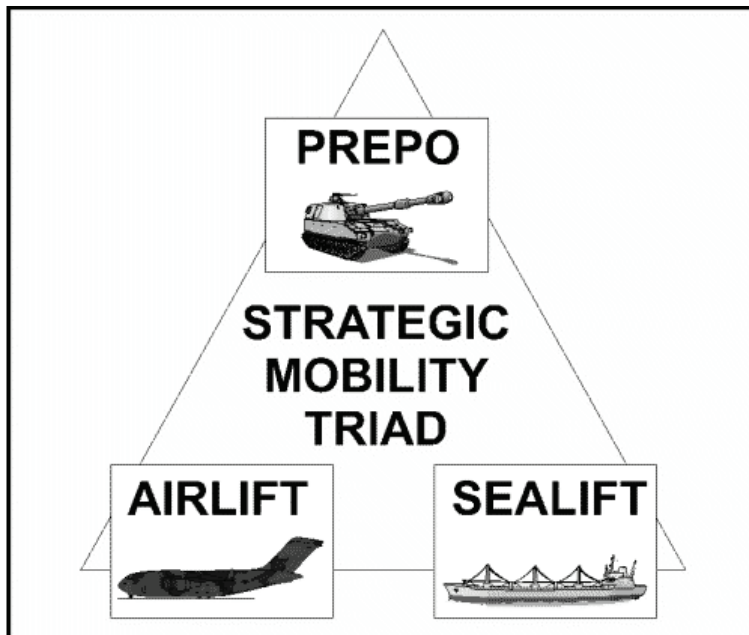 PREPO
STRATEGIC
MOBILITY
TRIAD
AIRLIFT
SEALIFT